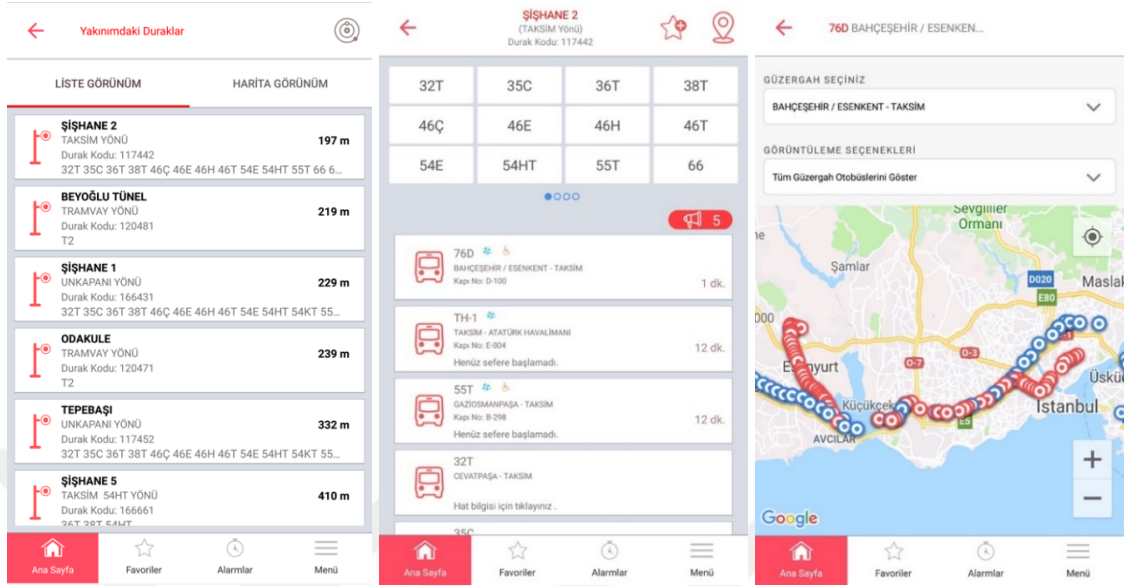 Yakınımdaki Duraklar
LİSTE GÖRÜNÜM
HARİTA GÖRÜNÜM
ŞİŞHANE 2
TAKSİM YÖNÜ
197 m
Durak Kodu: 117442
32T 35C 36T 38T 46Ç 46E 46H 46T 54E 54HT 55T 66 6...
BEYOĞLU TÜNEL
TRAMVAY YÖNÜ
219 m
Durak Kodu: 120481
T2
ŞİŞHANE 1
UNKAPANI YÖNÜ
229 m
Durak Kodu: 166431
32T 35C 36T 38T 46Ç 46E 46H 46T 54E 54HT 54KT 55...
ODAKULE
TRAMVAY YÖNÜ
239 m
Durak Kodu: 120471
T2
TEPEBAŞI
UNKAPANI YÖNÜ
332 m
Durak Kodu: 117452
32T 35C 36T 38T 46Ç 46E 46H 46T 54E 54HT 54KT 55...
ŞİŞHANE 5
TAKSİM 54HT YÖNÜ
410 m
Durak Kodu: 166661
36T 38T 54HT
Ana Sayfa
Favoriler
Alarmlar
Menü
ŞİŞHANE 2
(TAKSİM Yönü)
Durak Kodu: 117442
32T 35C 36T 38T
46Ç 46E 46H 46T
54E 54HT 55T 66
5
76D
BAHÇEŞEHİR / ESENKENT - TAKSİM
Kapı No: D-100
1 dk.
TH-1
TAKSİM - ATATÜRK HAVALİMANI
Kapı No: E-004
12 dk.
Henüz sefere başlamadı.
55T
GAZİOSMANPAŞA - TAKSİM
Kapı No: B-298
12 dk.
Henüz sefere başlamadı.
32T
CEVATPAŞA - TAKSİM
Hat bilgisi için tıklayınız .
35C
Ana Sayfa
Favoriler
Alarmlar
Menü
76D BAHÇEŞEHİR / ESENKEN...
GÜZERGAH SEÇİNİZ
BAHÇEŞEHİR / ESENKENT - TAKSİM
GÖRÜNTÜLEME SEÇENEKLERİ
Tüm Güzergah Otobüslerini Göster
Sevgililer
Ormanı
Şamlar
D020
Maslak
E80
000
O-3
O-7
Üskü
Küçükçek
İstanbul
E5
AVCILAR
+
−
Google
Ana Sayfa
Favoriler
Alarmlar
Menü